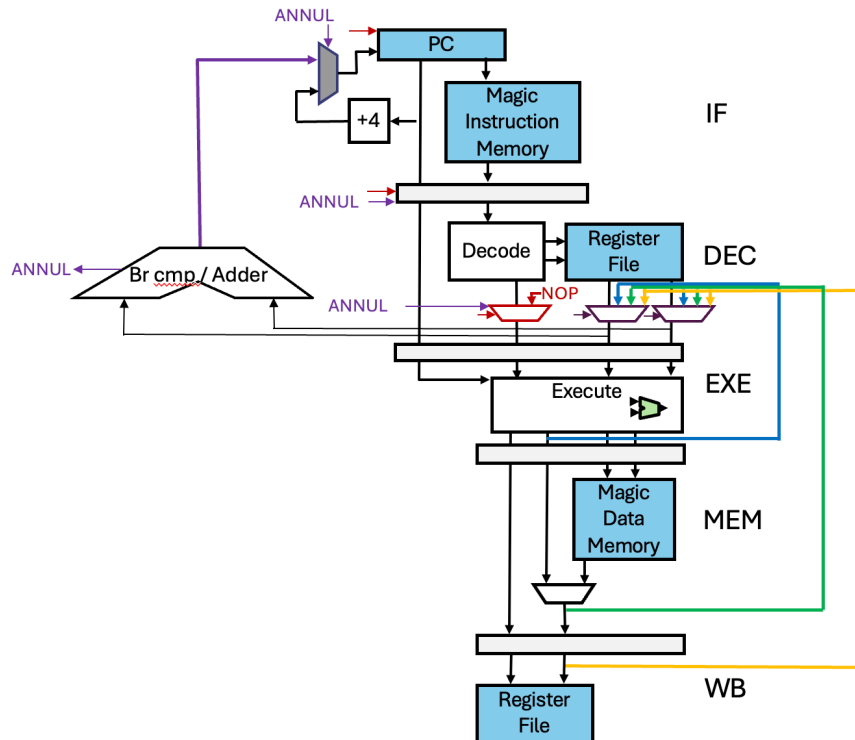 ANNUL
PC
+4
Magic
Instruction
Memory
IF
ANNUL
Decode
Register
File
DEC
ANNUL
Br cmp / Adder
ANNUL
NOP
EXE
Execute
Magic
Data
Memory
MEM
WB
Register
File